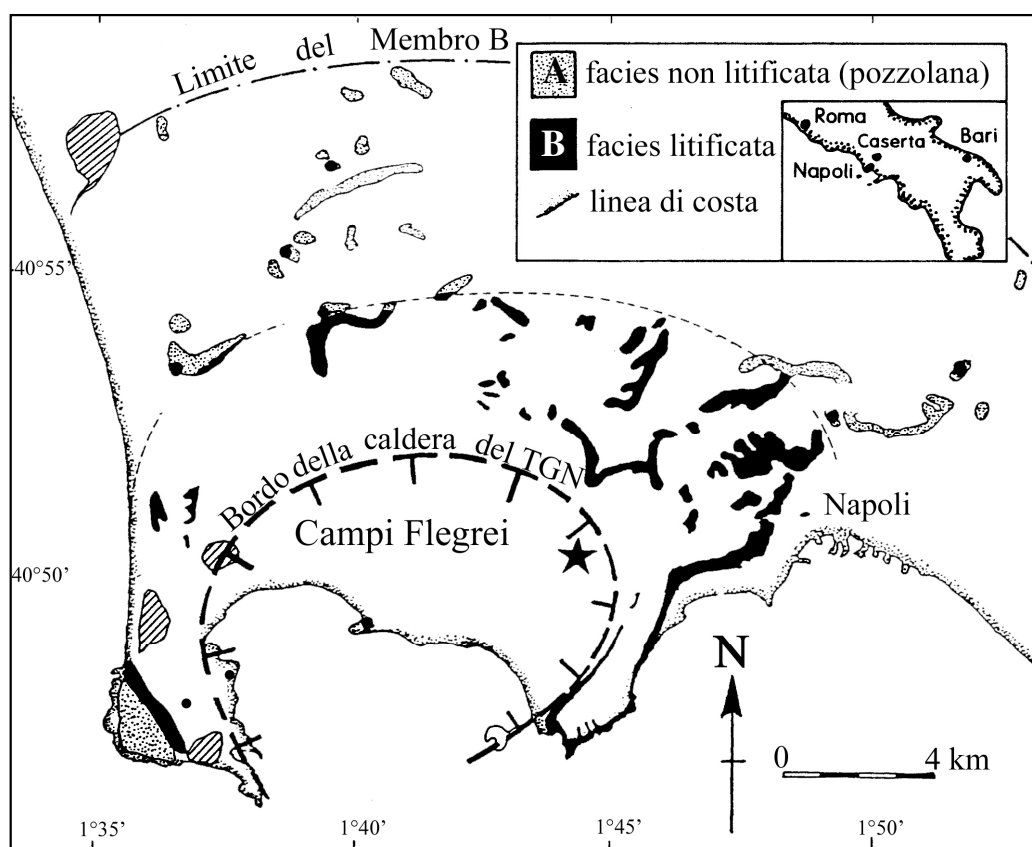 Limite del Membro B
A facies non litificata (pozzolana)
B facies litificata
linea di costa
Roma
Caserta
Bari
Napoli
40°55'
Bordo della caldera del TGN
Campi Flegrei
Napoli
40°50'
N
0 4 km
1°35' 1°40' 1°45' 1°50'